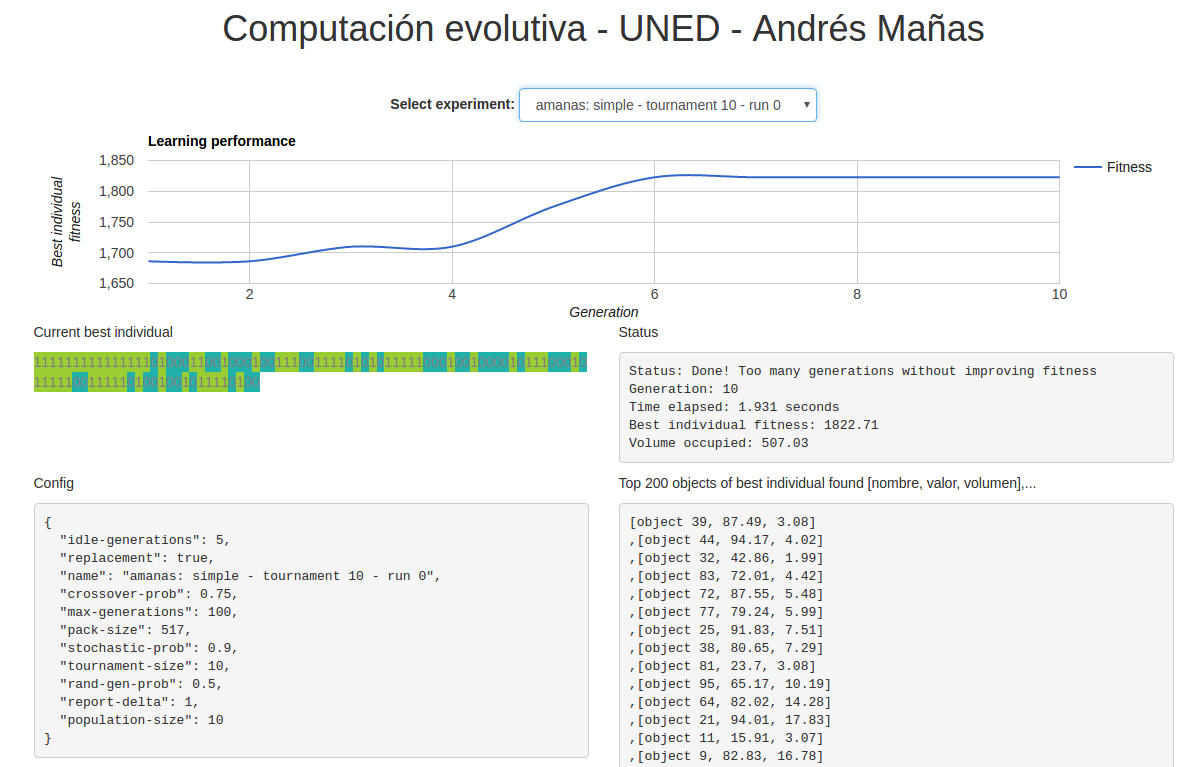 Computación evolutiva - UNED - Andrés Mañas
Select experiment: amanas: simple - tournament 10 - run 0
Learning performance
1,850
1,800
1,750
1,700
1,650
Best individual
fitness
Fitness
2 4 6 8 10
Generation
Current best individual
Status
Status: Done! Too many generations without improving fitness
Generation: 10
Time elapsed: 1.931 seconds
Best individual fitness: 1822.71
Volume occupied: 507.03
Config
{
"idle-generations": 5,
"replacement": true,
"name": "amanas: simple - tournament 10 - run 0",
"crossover-prob": 0.75,
"max-generations": 100,
"pack-size": 517,
"stochastic-prob": 0.9,
"tournament-size": 10,
"rand-gen-prob": 0.5,
"report-delta": 1,
"population-size": 10
}
Top 200 objects of best individual found [nombre, valor, volumen],...
[object 39, 87.49, 3.08]
,[object 44, 94.17, 4.02]
,[object 32, 42.86, 1.99]
,[object 83, 72.01, 4.42]
,[object 72, 87.55, 5.48]
,[object 77, 79.24, 5.99]
,[object 25, 91.83, 7.51]
,[object 38, 80.65, 7.29]
,[object 81, 23.7, 3.08]
,[object 95, 65.17, 10.19]
,[object 64, 82.02, 14.28]
,[object 21, 94.01, 17.83]
,[object 11, 15.91, 3.07]
,[object 9, 82.83, 16.78]